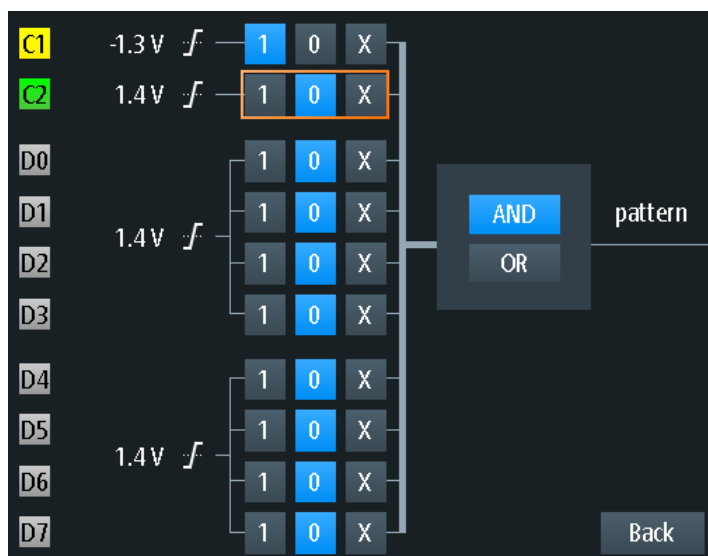 C1 -1.3 V 1 0 X
C2 1.4 V 1 0 X
D0 1 0 X
D1 1 0 X AND pattern
1.4 V
D2 1 0 X OR
D3 1 0 X
D4 1 0 X
D5 1 0 X
1.4 V
D6 1 0 X
D7 1 0 X Back